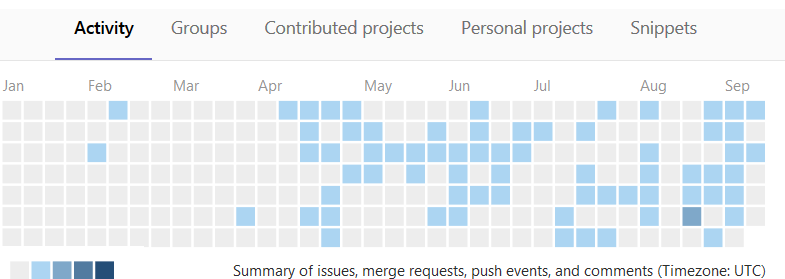 Activity Groups Contributed projects Personal projects Snippets
Jan Feb Mar Apr May Jun Jul Aug Sep
Summary of issues, merge requests, push events, and comments (Timezone: UTC)